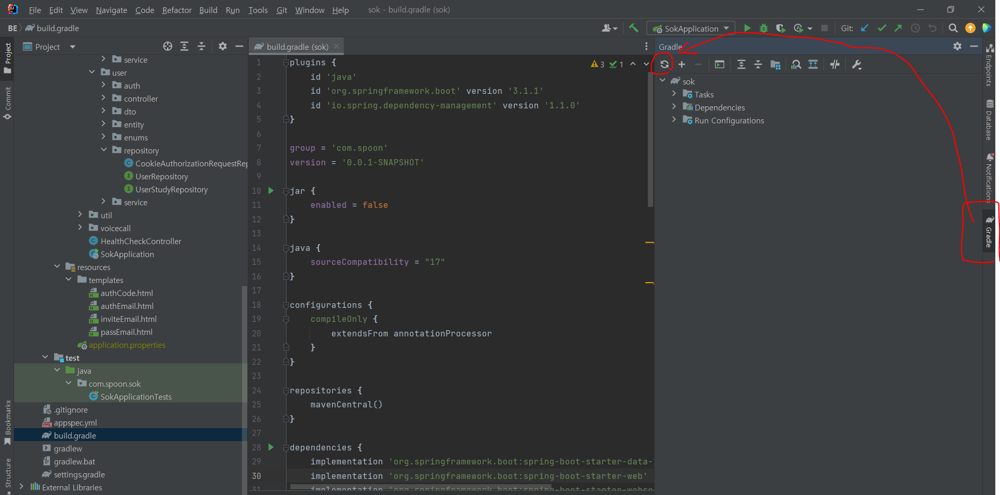 File Edit View Navigate Code Refactor Build Run Tools Git Window Help sok - build.gradle (sok)
BE build.gradle SokApplication Git:
Project
Commit
Bookmarks
Structure
Project
service
user
auth
controller
dto
entity
enums
repository
CookieAuthorizationRequestRep
UserRepository
UserStudyRepository
service
util
voicecall
HealthCheckController
SokApplication
resources
templates
authCode.html
authEmail.html
inviteEmail.html
passEmail.html
application.properties
test
java
com.spoon.sok
SokApplicationTests
.gitignore
appspec.yml
build.gradle
gradlew
gradlew.bat
settings.gradle
External Libraries
build.gradle (sok)
3 1
1 plugins {
2 id 'java'
3 id 'org.springframework.boot' version '3.1.1'
4 id 'io.spring.dependency-management' version '1.1.0'
5 }
6
7 group = 'com.spoon'
8 version = '0.0.1-SNAPSHOT'
9
10 jar {
11 enabled = false
12 }
13
14 java {
15 sourceCompatibility = "17"
16 }
17
18 configurations {
19 compileOnly {
20 extendsFrom annotationProcessor
21 }
22 }
23
24 repositories {
25 mavenCentral()
26 }
27
28 dependencies {
29 implementation 'org.springframework.boot:spring-boot-starter-data-
30 implementation 'org.springframework.boot:spring-boot-starter-web'
31 implementation 'org.springframework.boot:spring-boot-starter-webso
Gradle
sok
Tasks
Dependencies
Run Configurations
Endpoints
Database
Notifications
Gradle